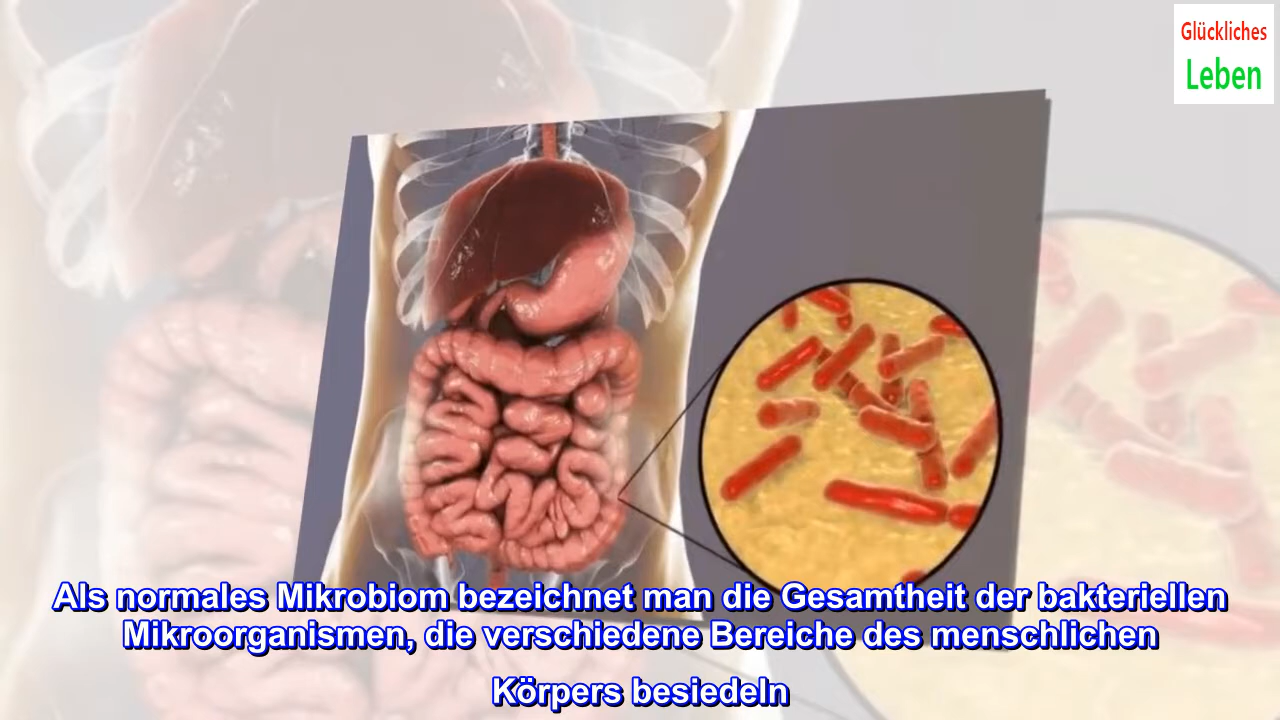 Glückliches
Leben
Als normales Mikrobiom bezeichnet man die Gesamtheit der bakteriellen
Mikroorganismen, die verschiedene Bereiche des menschlichen
Körpers besiedeln